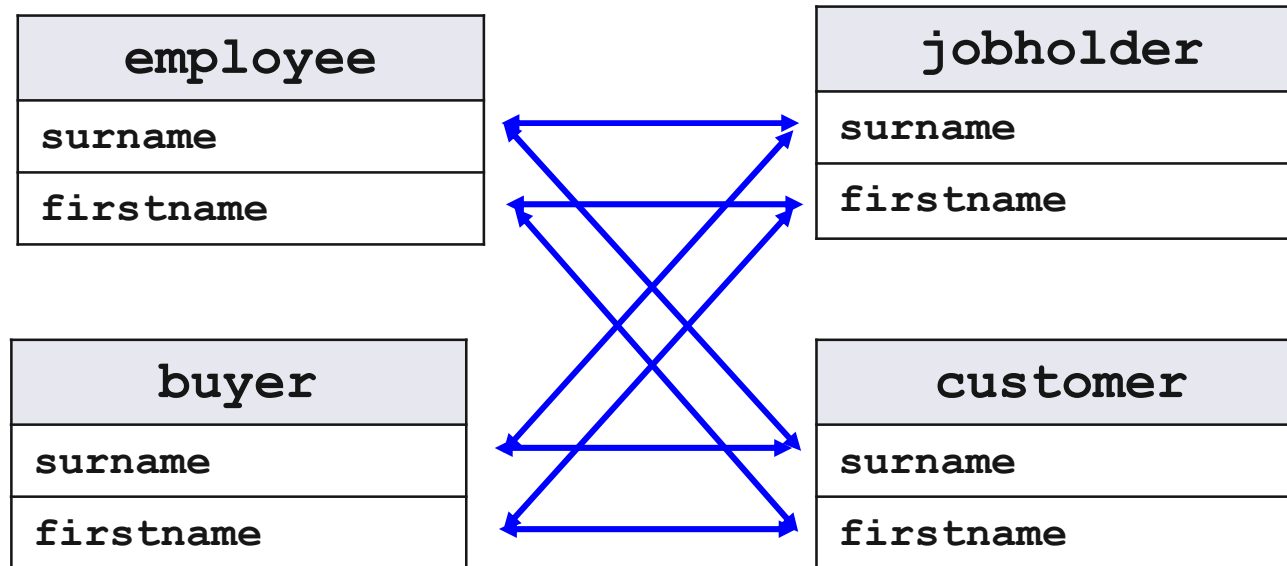 employee
surname
firstname
jobholder
surname
firstname
buyer
surname
firstname
customer
surname
firstname